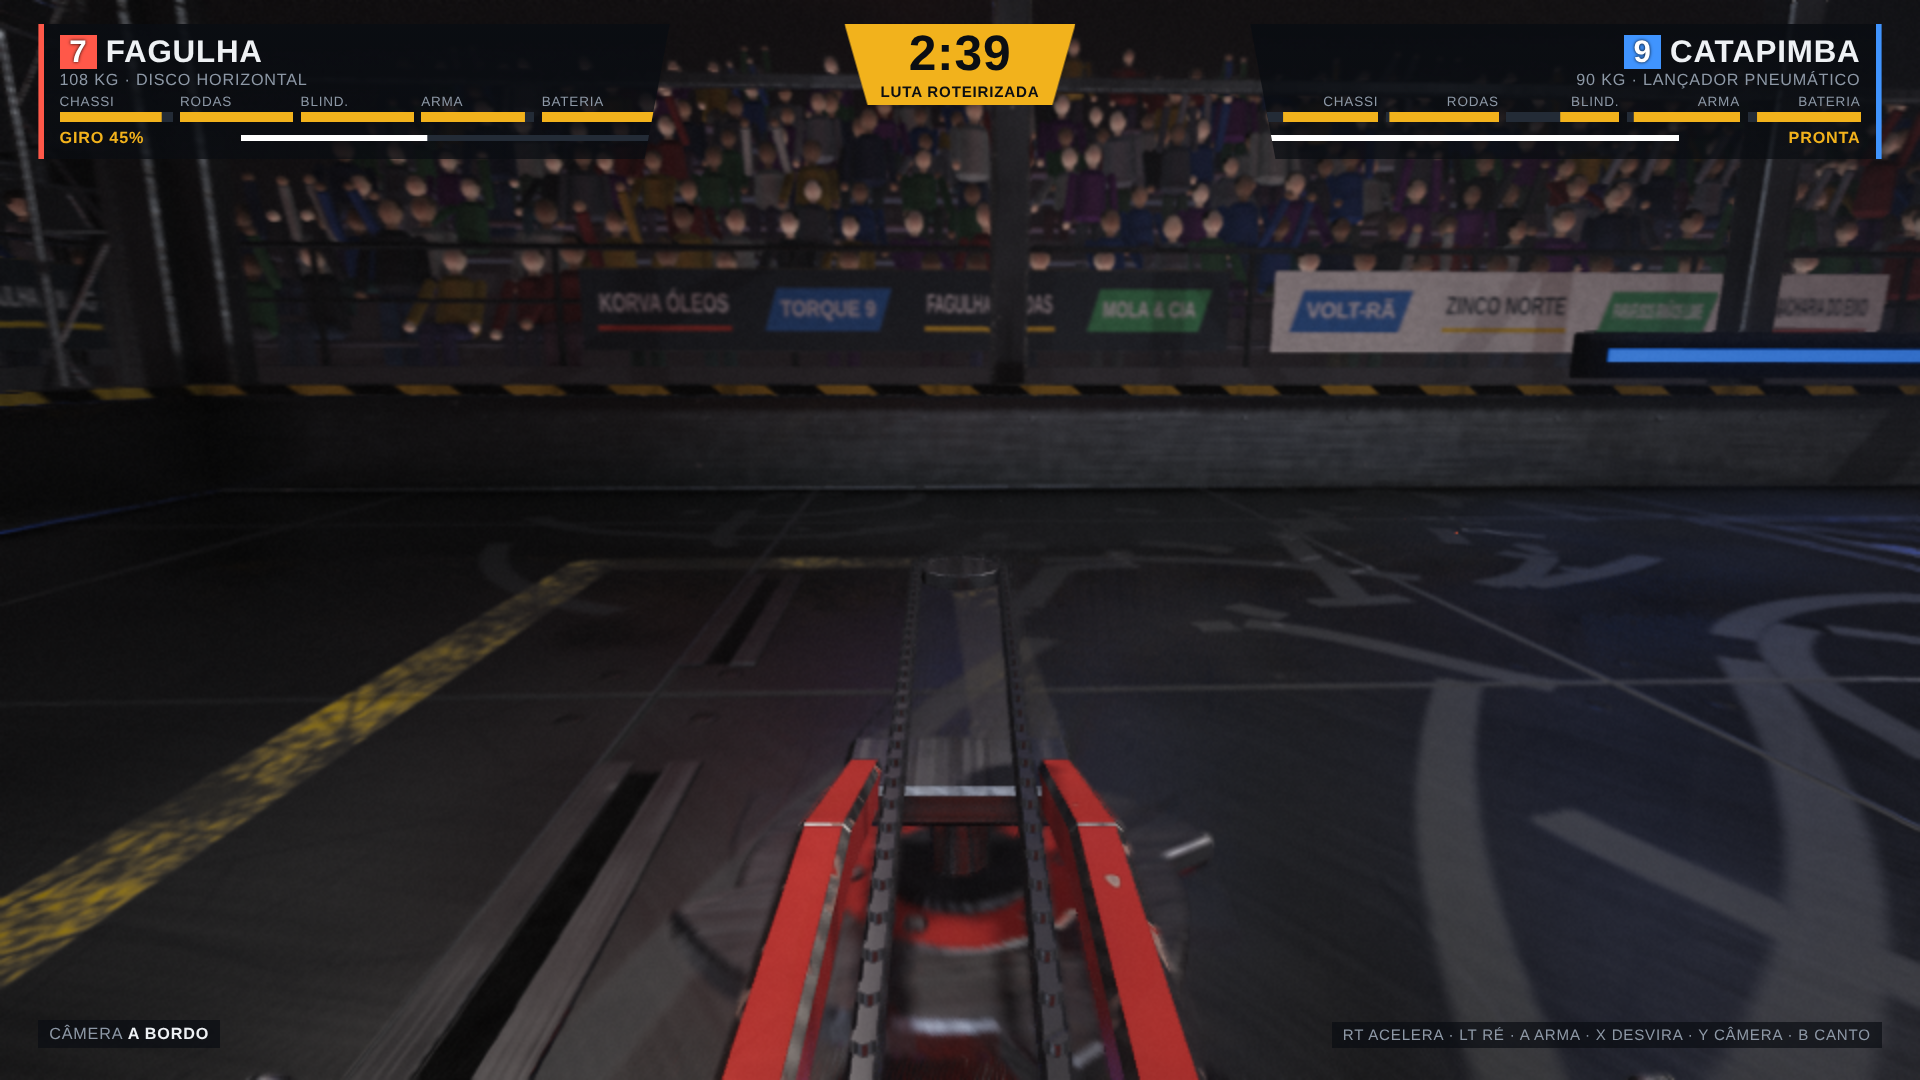 7 FAGULHA
108 KG · DISCO HORIZONTAL
CHASSI RODAS BLIND. ARMA BATERIA
GIRO 45%
2:39
LUTA ROTEIRIZADA
9 CATAPIMBA
90 KG · LANÇADOR PNEUMÁTICO
CHASSI RODAS BLIND. ARMA BATERIA
PRONTA
KORVA ÓLEOS
TORQUE 9
FAGULHA
MOLA & CIA
VOLT-RÃ
ZINCO NORTE
CÂMERA A BORDO
RT ACELERA · LT RÉ · A ARMA · X DESVIRA · Y CÂMERA · B CANTO